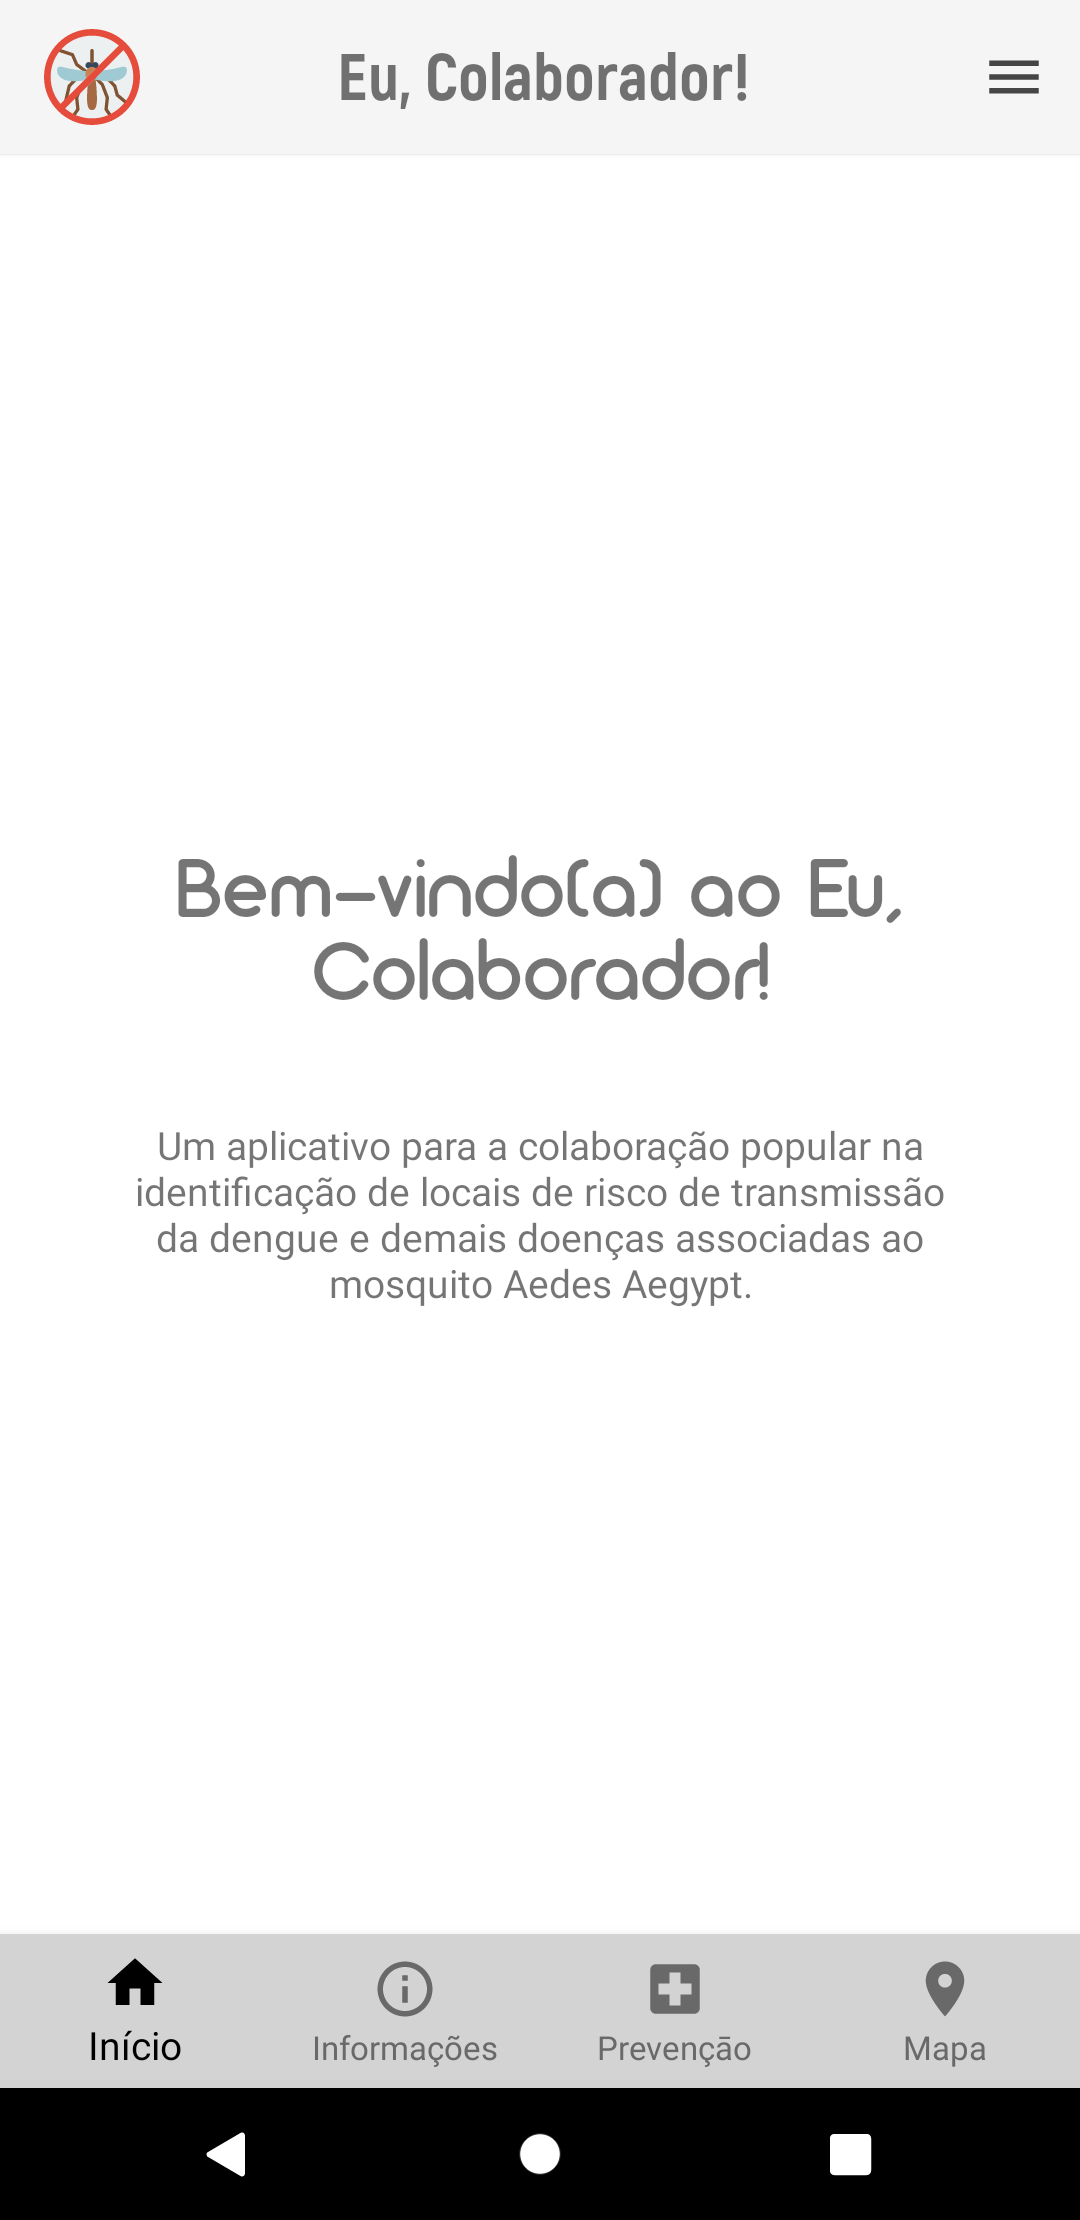 Eu, Colaborador!
Bem-vindo(a) ao Eu,
Colaborador!
Um aplicativo para a colaboração popular na
identificação de locais de risco de transmissão
da dengue e demais doenças associadas ao
mosquito Aedes Aegypt.
Início
Informações
Prevenção
Mapa